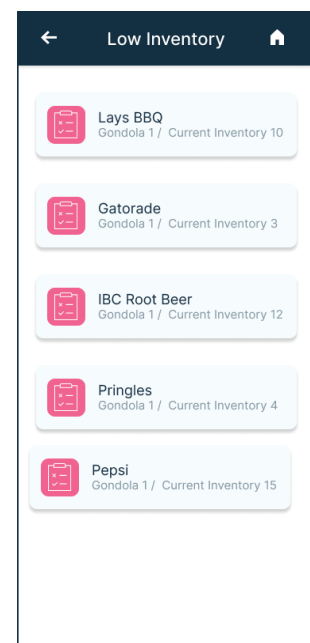 Low Inventory
Lays BBQ
Gondola 1 / Current Inventory 10
Gatorade
Gondola 1 / Current Inventory 3
IBC Root Beer
Gondola 1 / Current Inventory 12
Pringles
Gondola 1 / Current Inventory 4
Pepsi
Gondola 1 / Current Inventory 15